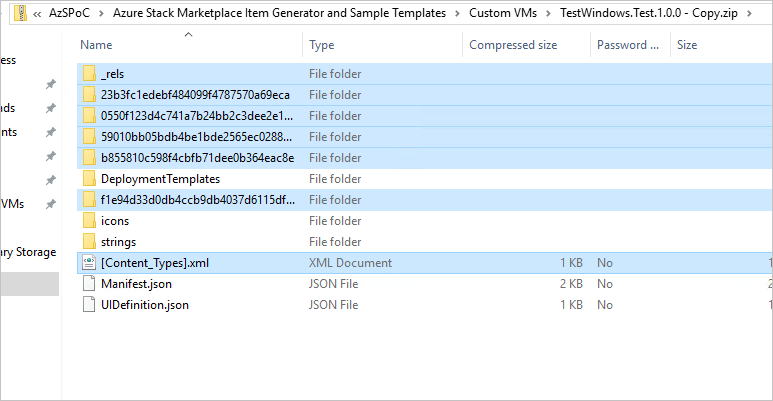 « AzSPoC > Azure Stack Marketplace Item Generator and Sample Templates > Custom VMs > TestWindows.Test.1.0.0 - Copy.zip >
Name Type Compressed size Password ... Size
ess
_rels File folder
23b3fc1edebf484099f4787570a69eca File folder
ds
0550f123d4c741a7b24bb2c3dee2e1... File folder
nts
59010bb05bdb4be1bde2565ec0288... File folder
b855810c598f4cbfb71dee0b364eac8e File folder
DeploymentTemplates File folder
VMs
f1e94d33d0db4ccb9db4037d6115df... File folder
icons File folder
strings File folder
ary Storage
[Content_Types].xml XML Document 1 KB No 1
Manifest.json JSON File 2 KB No 2
UIDefinition.json JSON File 1 KB No 1